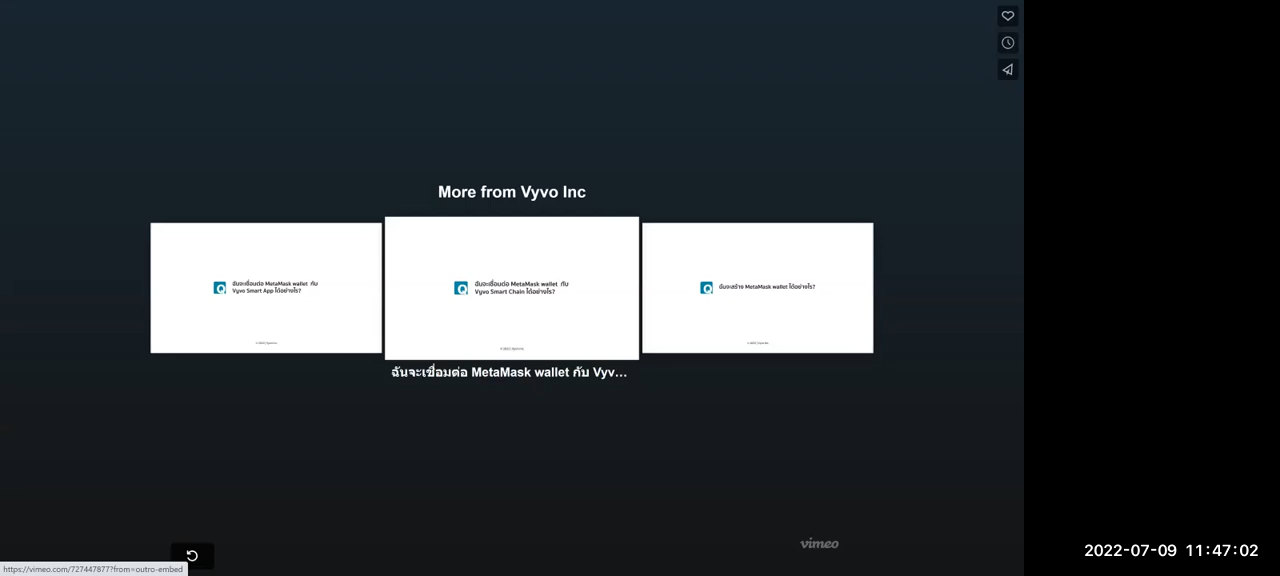 More from Vyvo Inc
ฉันจะเชื่อมต่อ MetaMask wallet กับ
Vyvo Smart App ได้อย่างไร?
ฉันจะเชื่อมต่อ MetaMask wallet กับ
Vyvo Smart Chain ได้อย่างไร?
ฉันจะสร้าง MetaMask wallet ได้อย่างไร?
ฉันจะเชื่อมต่อ MetaMask wallet กับ Vyv...
vimeo
https://vimeo.com/727447877?from=outro-embed
2022-07-09 11:47:02